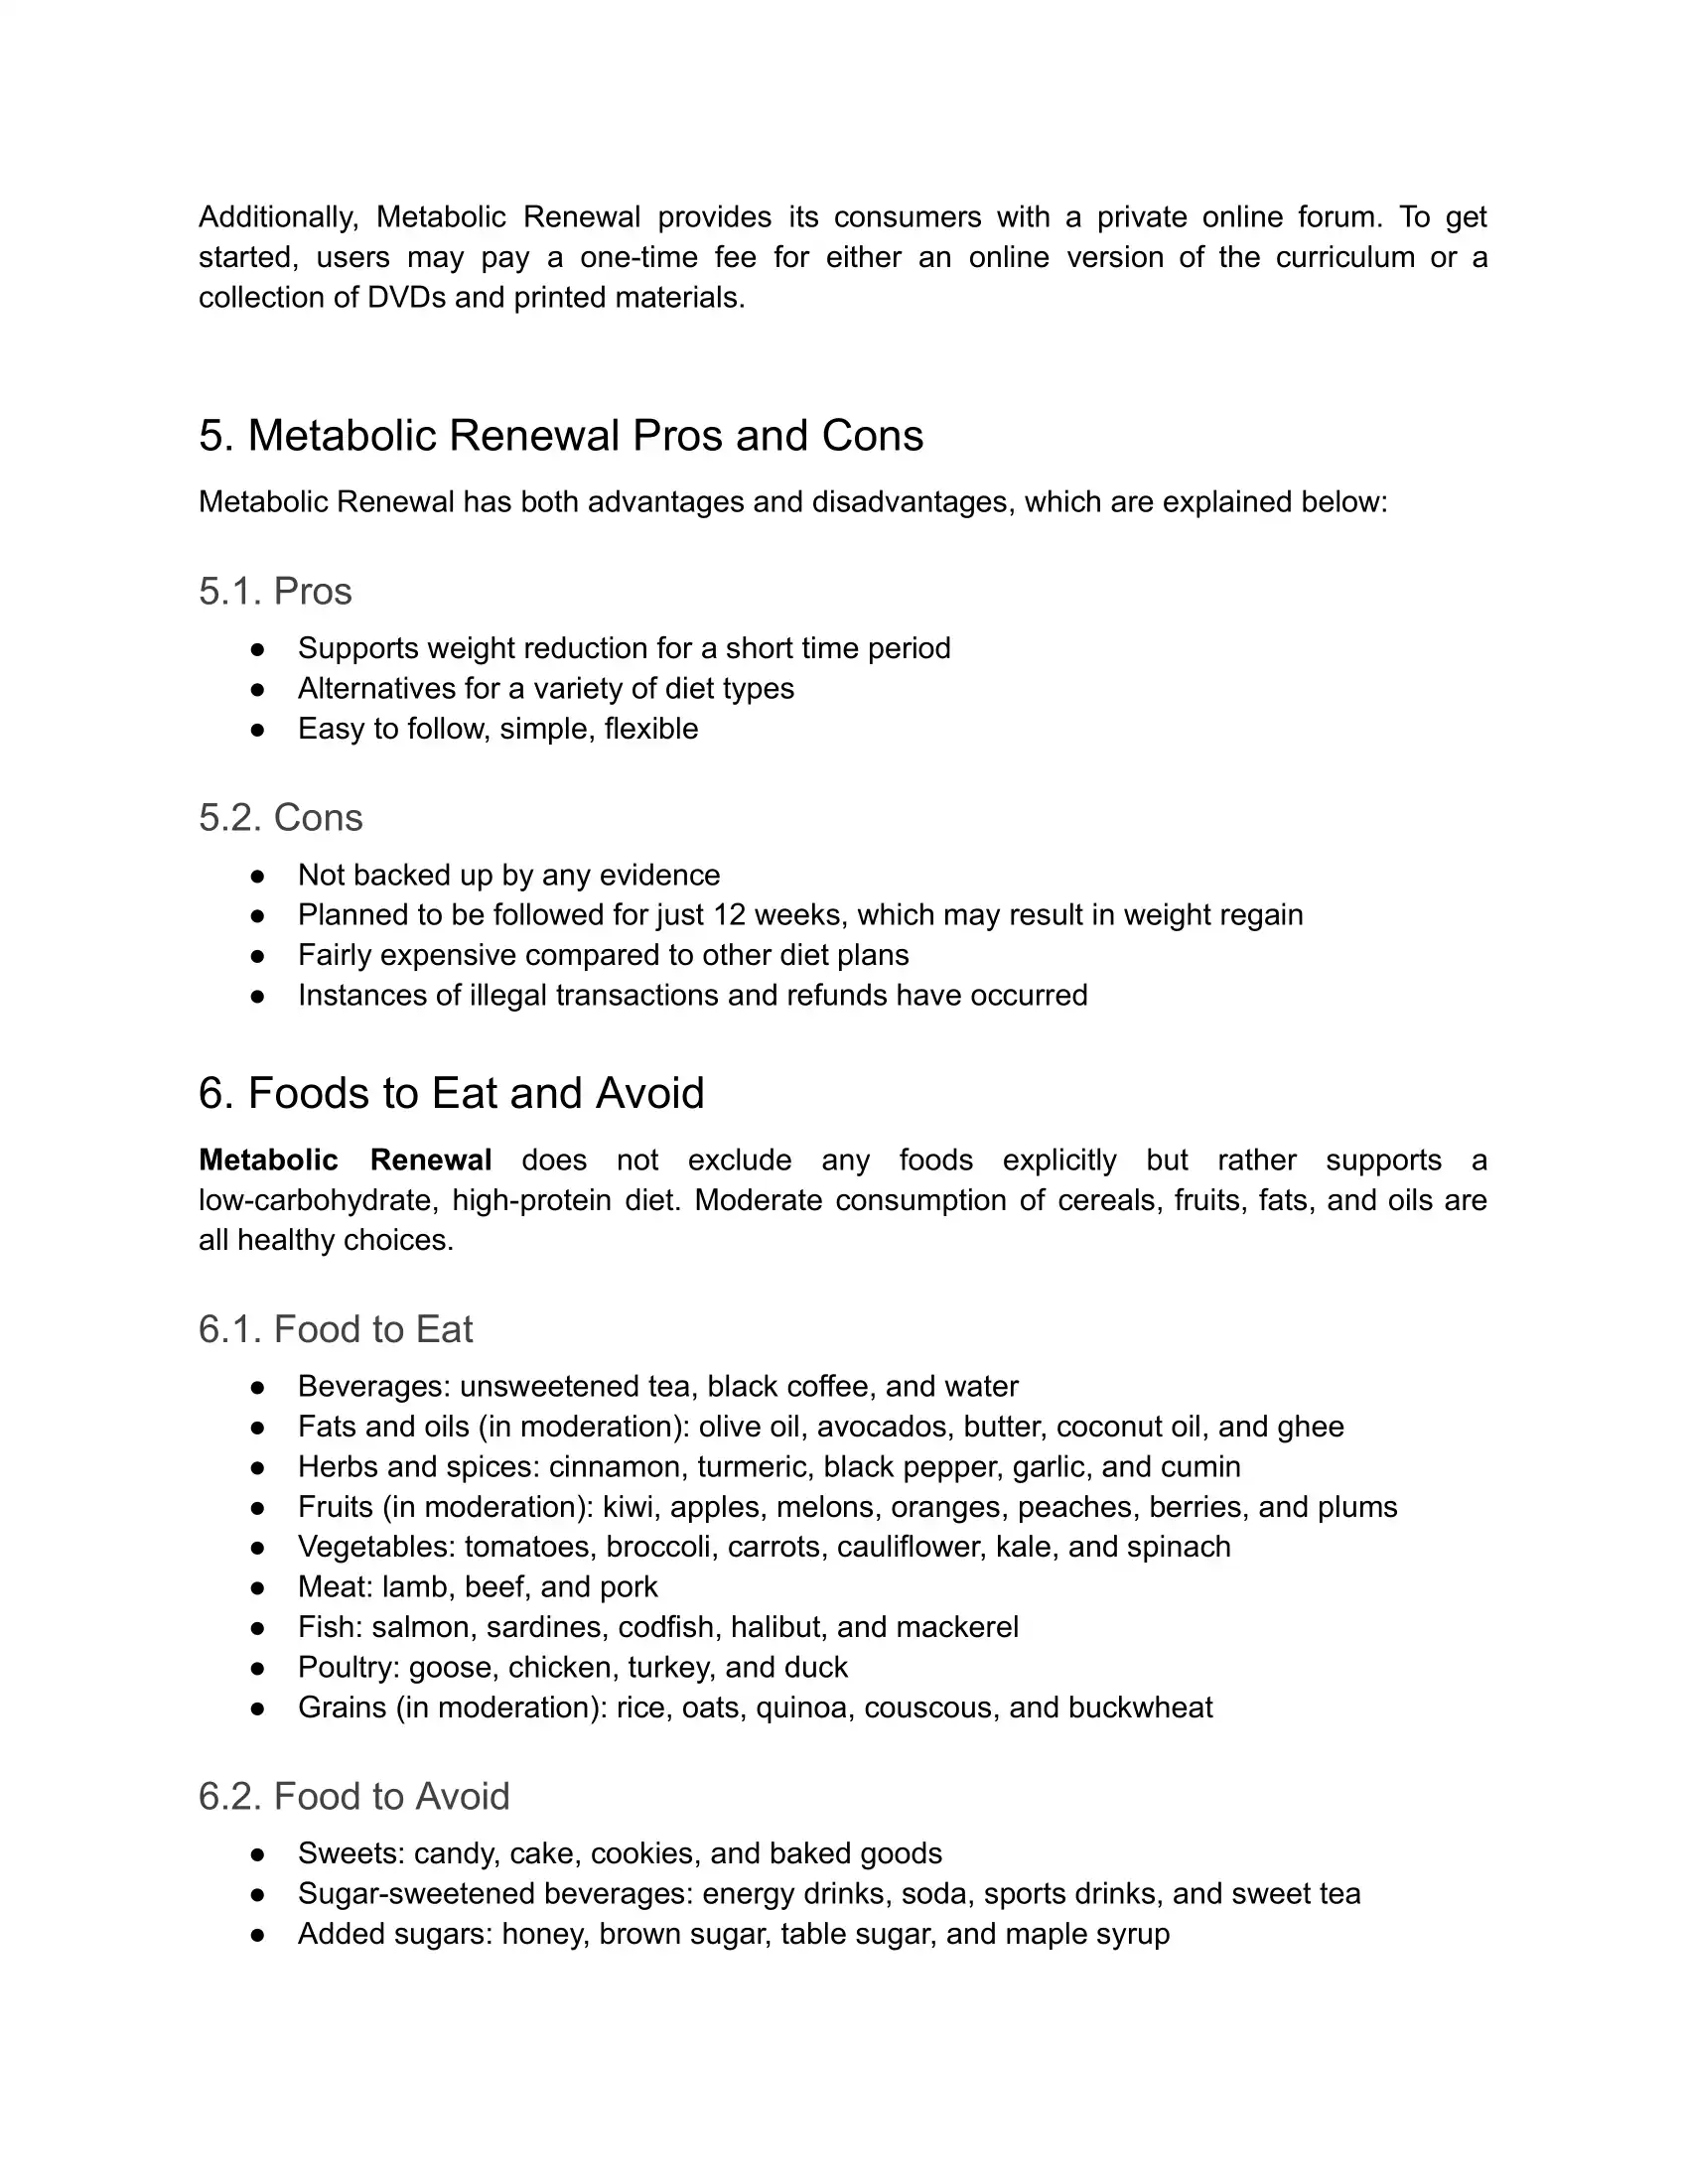 Additionally, Metabolic Renewal provides its consumers with a private online forum. To get
started, users may pay a one-time fee for either an online version of the curriculum or a
collection of DVDs and printed materials.
5. Metabolic Renewal Pros and Cons
Metabolic Renewal has both advantages and disadvantages, which are explained below:
5.1. Pros
● Supports weight reduction for a short time period
● Alternatives for a variety of diet types
● Easy to follow, simple, flexible
5.2. Cons
● Not backed up by any evidence
● Planned to be followed for just 12 weeks, which may result in weight regain
● Fairly expensive compared to other diet plans
● Instances of illegal transactions and refunds have occurred
6. Foods to Eat and Avoid
Metabolic Renewal does not exclude any foods explicitly but rather supports a
low-carbohydrate, high-protein diet. Moderate consumption of cereals, fruits, fats, and oils are
all healthy choices.
6.1. Food to Eat
● Beverages: unsweetened tea, black coffee, and water
● Fats and oils (in moderation): olive oil, avocados, butter, coconut oil, and ghee
● Herbs and spices: cinnamon, turmeric, black pepper, garlic, and cumin
● Fruits (in moderation): kiwi, apples, melons, oranges, peaches, berries, and plums
● Vegetables: tomatoes, broccoli, carrots, cauliflower, kale, and spinach
● Meat: lamb, beef, and pork
● Fish: salmon, sardines, codfish, halibut, and mackerel
● Poultry: goose, chicken, turkey, and duck
● Grains (in moderation): rice, oats, quinoa, couscous, and buckwheat
6.2. Food to Avoid
● Sweets: candy, cake, cookies, and baked goods
● Sugar-sweetened beverages: energy drinks, soda, sports drinks, and sweet tea
● Added sugars: honey, brown sugar, table sugar, and maple syrup